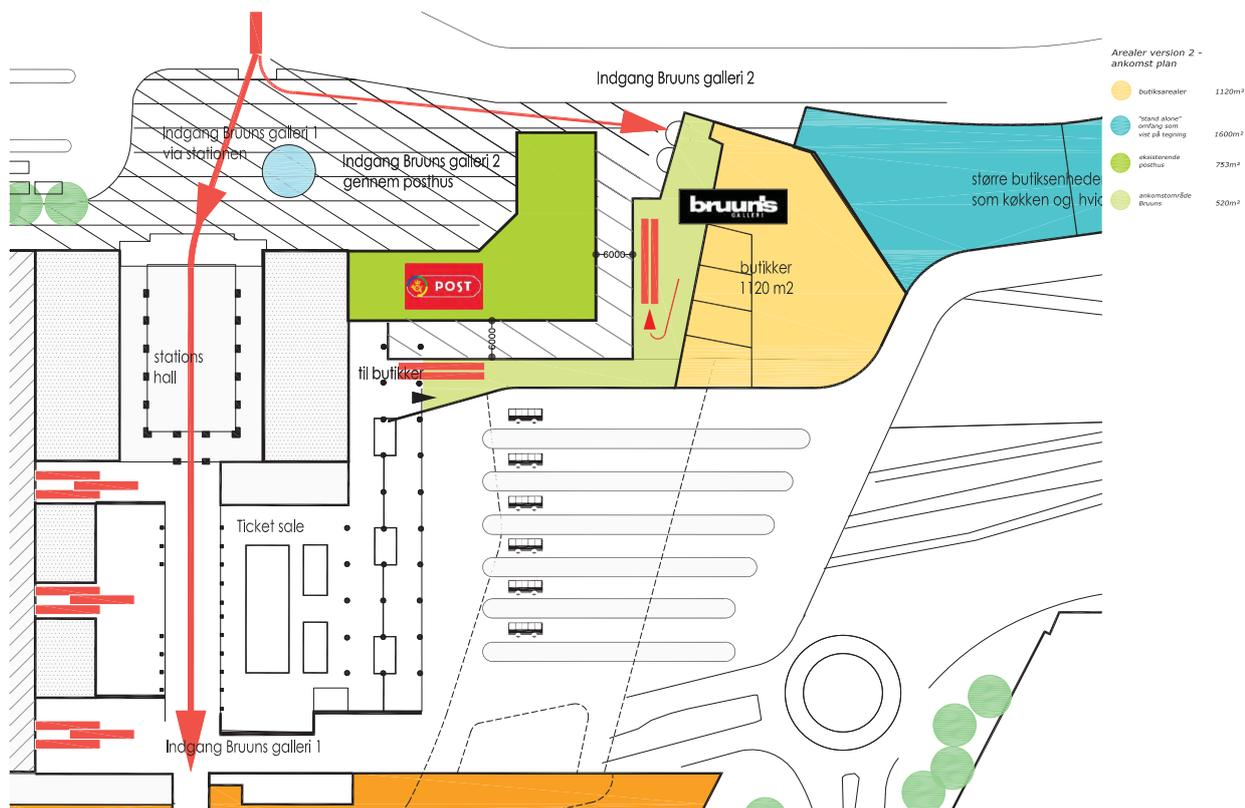 Indgang Bruuns galleri 2
Indgang Bruuns galleri 1
via stationen
Indgang Bruuns galleri 2
gennem posthus
bruun's
GALLERI
6000
POST
6000
butikker
1120 m2
større butiksenhede
som køkken og hvid
stations
hall
til butikker
Ticket sale
Indgang Bruuns galleri 1
Arealer version 2 -
ankomst plan
butiksarealer 1120m²
"stand alone"
omfang som
vist på tegning 1600m²
eksisterende
posthus 753m²
ankomstområde
Bruuns 520m²